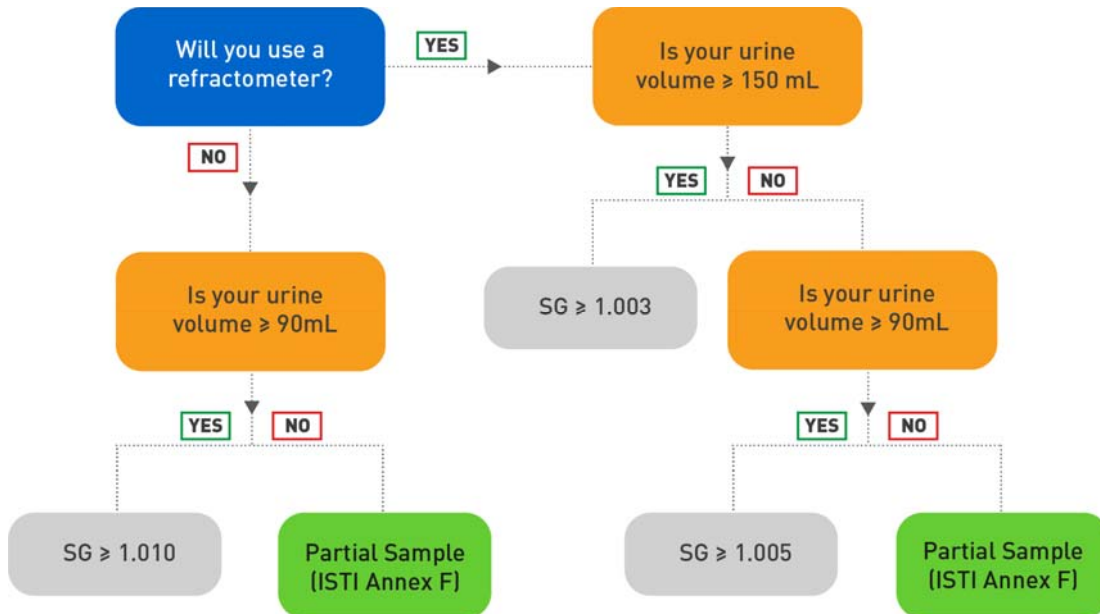 Will you use a
refractometer?
YES
Is your urine
volume ⩾ 150 mL
NO
YES
NO
Is your urine
volume ⩾ 90mL
SG ⩾ 1.003
Is your urine
volume ⩾ 90mL
YES
NO
YES
NO
SG ⩾ 1.010
Partial Sample
(ISTI Annex F)
SG ⩾ 1.005
Partial Sample
(ISTI Annex F)